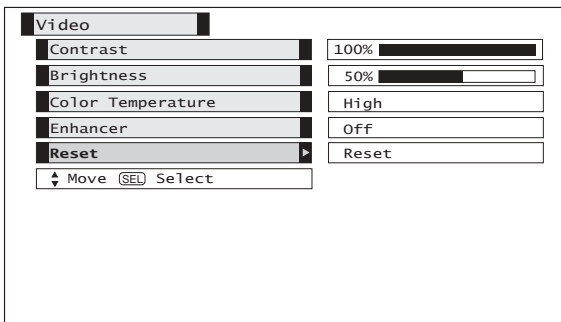 Video
Contrast 100%
Brightness 50%
Color Temperature High
Enhancer Off
Reset Reset
Move SEL Select